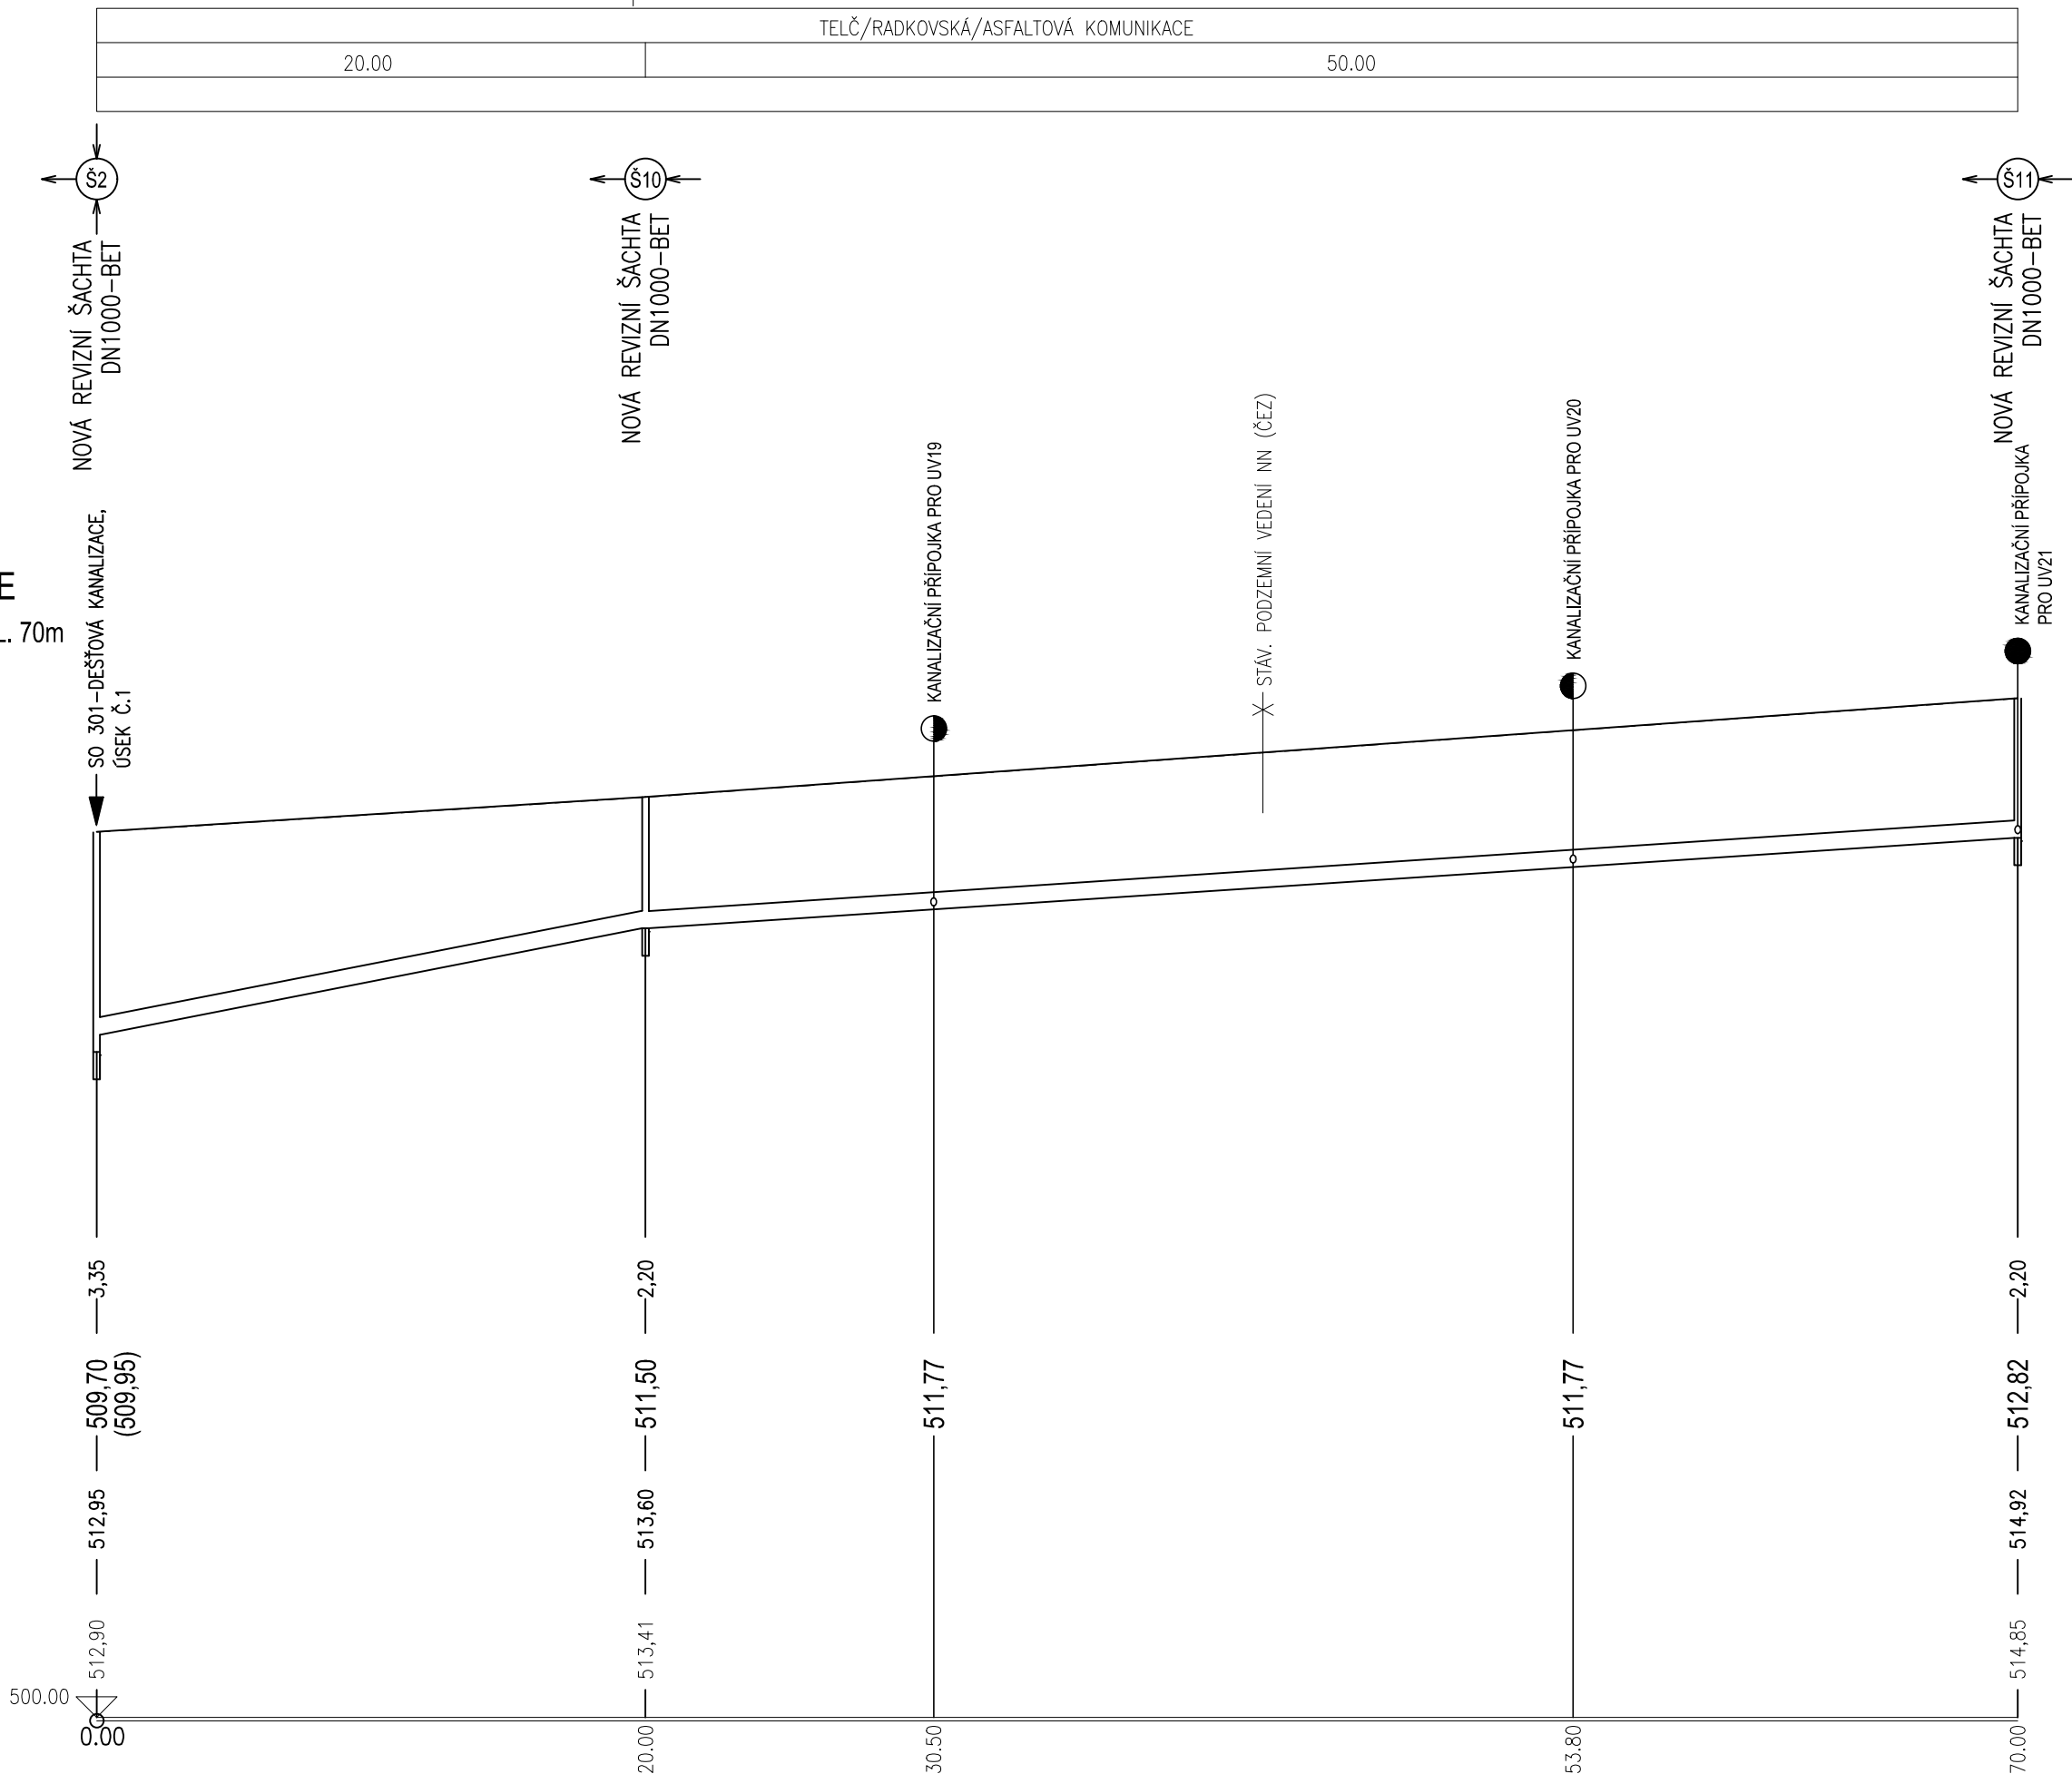 TELČ/RADKOVSKÁ/ASFALTOVÁ KOMUNIKACE
20.00
50.00
Š2
Š10
Š11
NOVÁ REVIZNÍ ŠACHTA
DN1000-BET
NOVÁ REVIZNÍ ŠACHTA
DN1000-BET
NOVÁ REVIZNÍ ŠACHTA
DN1000-BET
70m
SO 301-DEŠŤOVÁ KANALIZACE,
ÚSEK Č.1
KANALIZAČNÍ PŘÍPOJKA PRO UV19
STÁV. PODZEMNÍ VEDENÍ NN (ČEZ)
KANALIZAČNÍ PŘÍPOJKA PRO UV20
KANALIZAČNÍ PŘÍPOJKA
PRO UV21
3,35
2,20
2,20
509,70
(509,95)
511,50
511,77
511,77
512,82
512,95
513,60
514,92
512,90
513,41
514,85
500.00
0.00
20.00
30.50
53.80
70.00